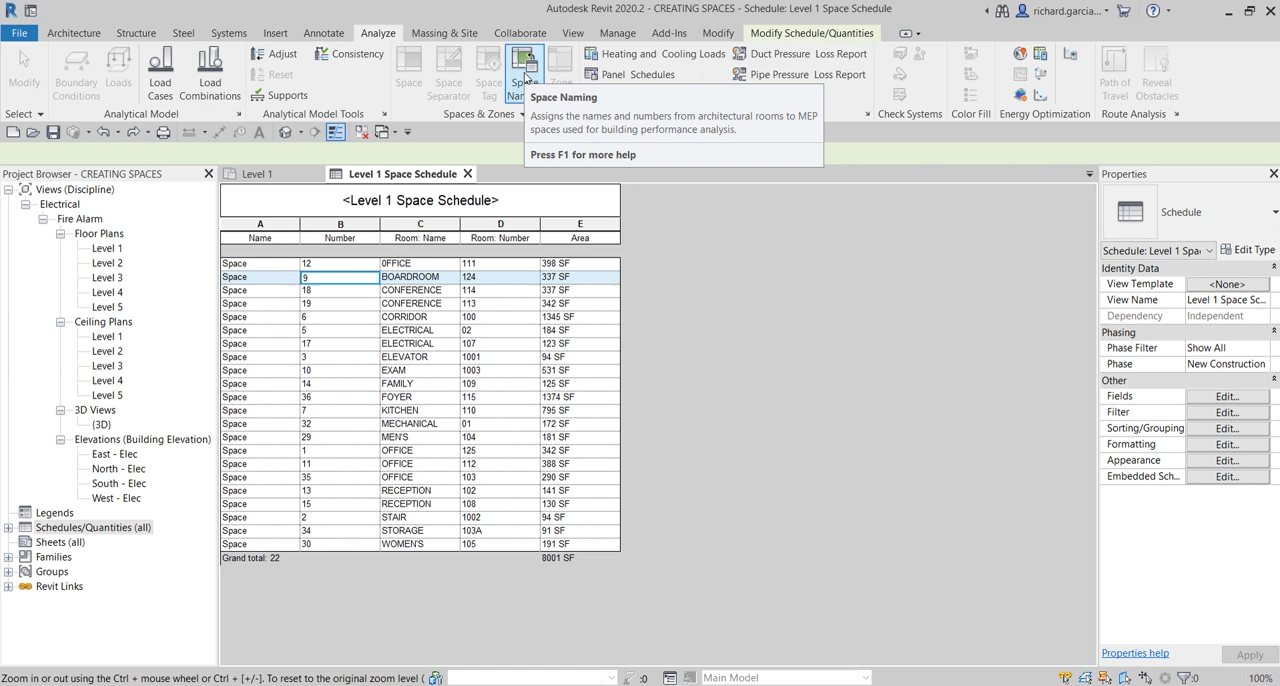 Autodesk Revit 2020.2 - CREATING SPACES - Schedule: Level 1 Space Schedule
richard.garcia...
File Architecture Structure Steel Systems Insert Annotate Analyze Massing & Site Collaborate View Manage Add-Ins Modify Modify Schedule/Quantities
Modify
Boundary Conditions
Loads
Load Cases
Load Combinations
Adjust
Reset
Supports
Consistency
Space
Space Separator
Space Tag
Zone
Heating and Cooling Loads
Panel Schedules
Duct Pressure Loss Report
Pipe Pressure Loss Report
Path of Travel
Reveal Obstacles
Select
Analytical Model
Analytical Model Tools
Spaces & Zones
Check Systems
Color Fill
Energy Optimization
Route Analysis
Space Naming
Assigns the names and numbers from architectural rooms to MEP
spaces used for building performance analysis.
Press F1 for more help
Project Browser - CREATING SPACES
Views (Discipline)
Electrical
Fire Alarm
Floor Plans
Level 1
Level 2
Level 3
Level 4
Level 5
Ceiling Plans
Level 1
Level 2
Level 3
Level 4
Level 5
3D Views
{3D}
Elevations (Building Elevation)
East - Elec
North - Elec
South - Elec
West - Elec
Legends
Schedules/Quantities (all)
Sheets (all)
Families
Groups
Revit Links
Level 1
Level 1 Space Schedule
<Level 1 Space Schedule>
A B C D E
Name Number Room: Name Room: Number Area
Space 12 0FFICE 111 398 SF
Space 9 BOARDROOM 124 337 SF
Space 18 CONFERENCE 114 337 SF
Space 19 CONFERENCE 113 342 SF
Space 6 CORRIDOR 100 1345 SF
Space 5 ELECTRICAL 02 184 SF
Space 17 ELECTRICAL 107 123 SF
Space 3 ELEVATOR 1001 94 SF
Space 10 EXAM 1003 531 SF
Space 14 FAMILY 109 125 SF
Space 36 FOYER 115 1374 SF
Space 7 KITCHEN 110 795 SF
Space 32 MECHANICAL 01 172 SF
Space 29 MEN'S 104 181 SF
Space 1 OFFICE 125 342 SF
Space 11 OFFICE 112 388 SF
Space 35 OFFICE 103 290 SF
Space 13 RECEPTION 102 141 SF
Space 15 RECEPTION 108 130 SF
Space 2 STAIR 1002 94 SF
Space 34 STORAGE 103A 91 SF
Space 30 WOMEN'S 105 191 SF
Grand total: 22 8001 SF
Properties
Schedule
Schedule: Level 1 Spa Edit Type
Identity Data
View Template <None>
View Name Level 1 Space Sc...
Dependency Independent
Phasing
Phase Filter Show All
Phase New Construction
Other
Fields Edit...
Filter Edit...
Sorting/Grouping Edit...
Formatting Edit...
Appearance Edit...
Embedded Sch... Edit...
Properties help
Apply
Zoom in or out using the Ctrl + mouse wheel or Ctrl + [+/-]. To reset to the original zoom level (
:0
Main Model
:0
100%